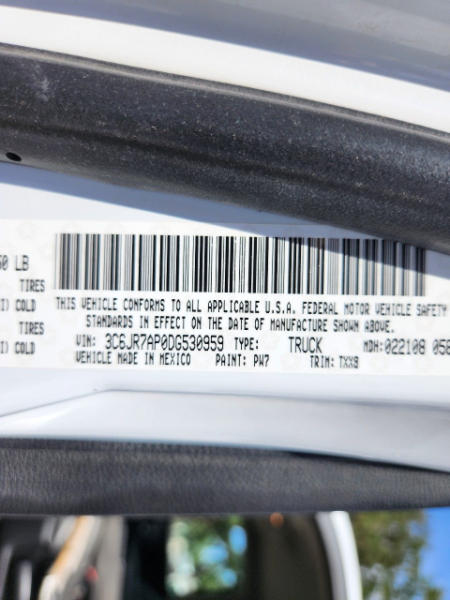 50 LB
TIRES
I) COLD
TIRES
I) COLD
THIS VEHICLE CONFORMS TO ALL APPLICABLE U.S.A. FEDERAL MOTOR VEHICLE SAFETY
STANDARDS IN EFFECT ON THE DATE OF MANUFACTURE SHOWN ABOVE.
VIN: 3C6JR7AP0DG530959 TYPE: TRUCK MDH: 022108 058
VEHICLE MADE IN MEXICO PAINT: PW7 TRIM: TXX9